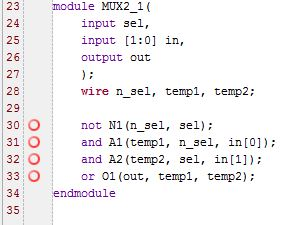 23 module MUX2_1(
24 input sel,
25 input [1:0] in,
26 output out
27 );
28 wire n_sel, temp1, temp2;
29
30 not N1(n_sel, sel);
31 and A1(temp1, n_sel, in[0]);
32 and A2(temp2, sel, in[1]);
33 or O1(out, temp1, temp2);
34 endmodule
35